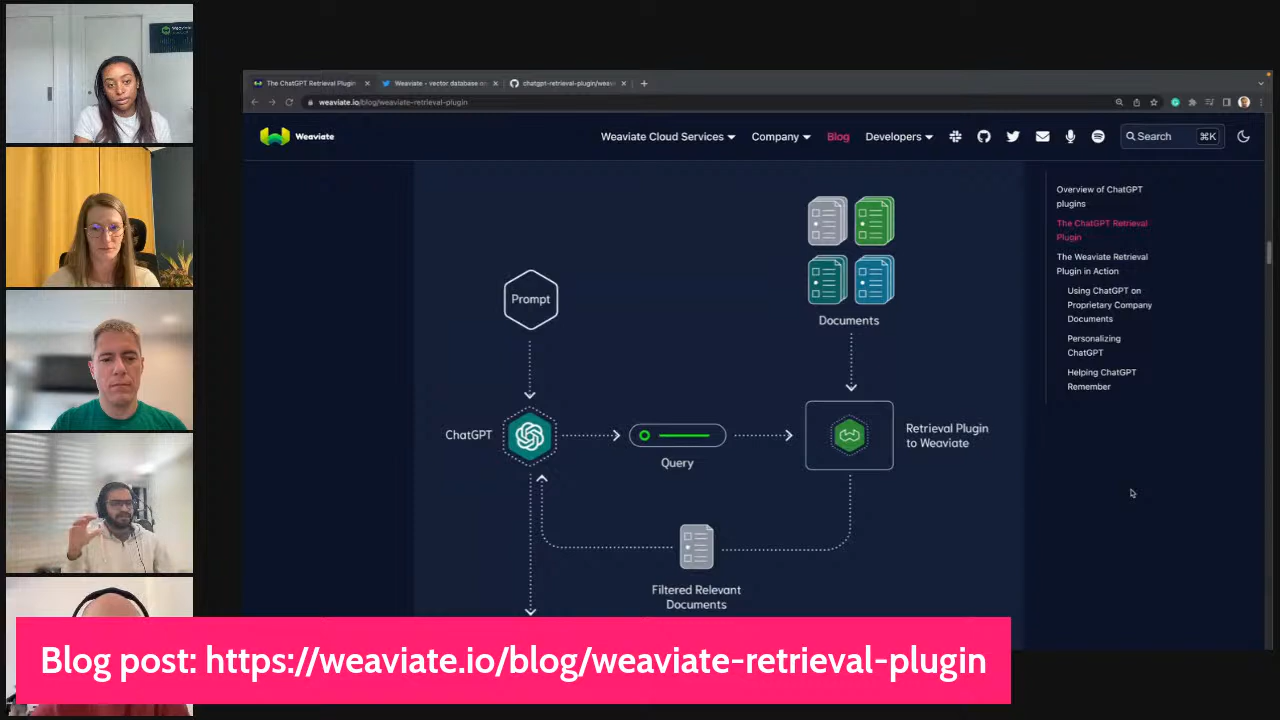 Weaviate
The ChatGPT Retrieval Plugin
Weaviate - vector database
chatgpt-retrieval-plugin/weav
weaviate.io/blog/weaviate-retrieval-plugin
Weaviate
Weaviate Cloud Services
Company
Blog
Developers
Search
⌘K
Overview of ChatGPT
plugins
The ChatGPT Retrieval
Plugin
The Weaviate Retrieval
Plugin in Action
Using ChatGPT on
Proprietary Company
Documents
Personalizing
ChatGPT
Helping ChatGPT
Remember
Prompt
Documents
ChatGPT
Query
Retrieval Plugin
to Weaviate
Filtered Relevant
Documents
Blog post: https://weaviate.io/blog/weaviate-retrieval-plugin